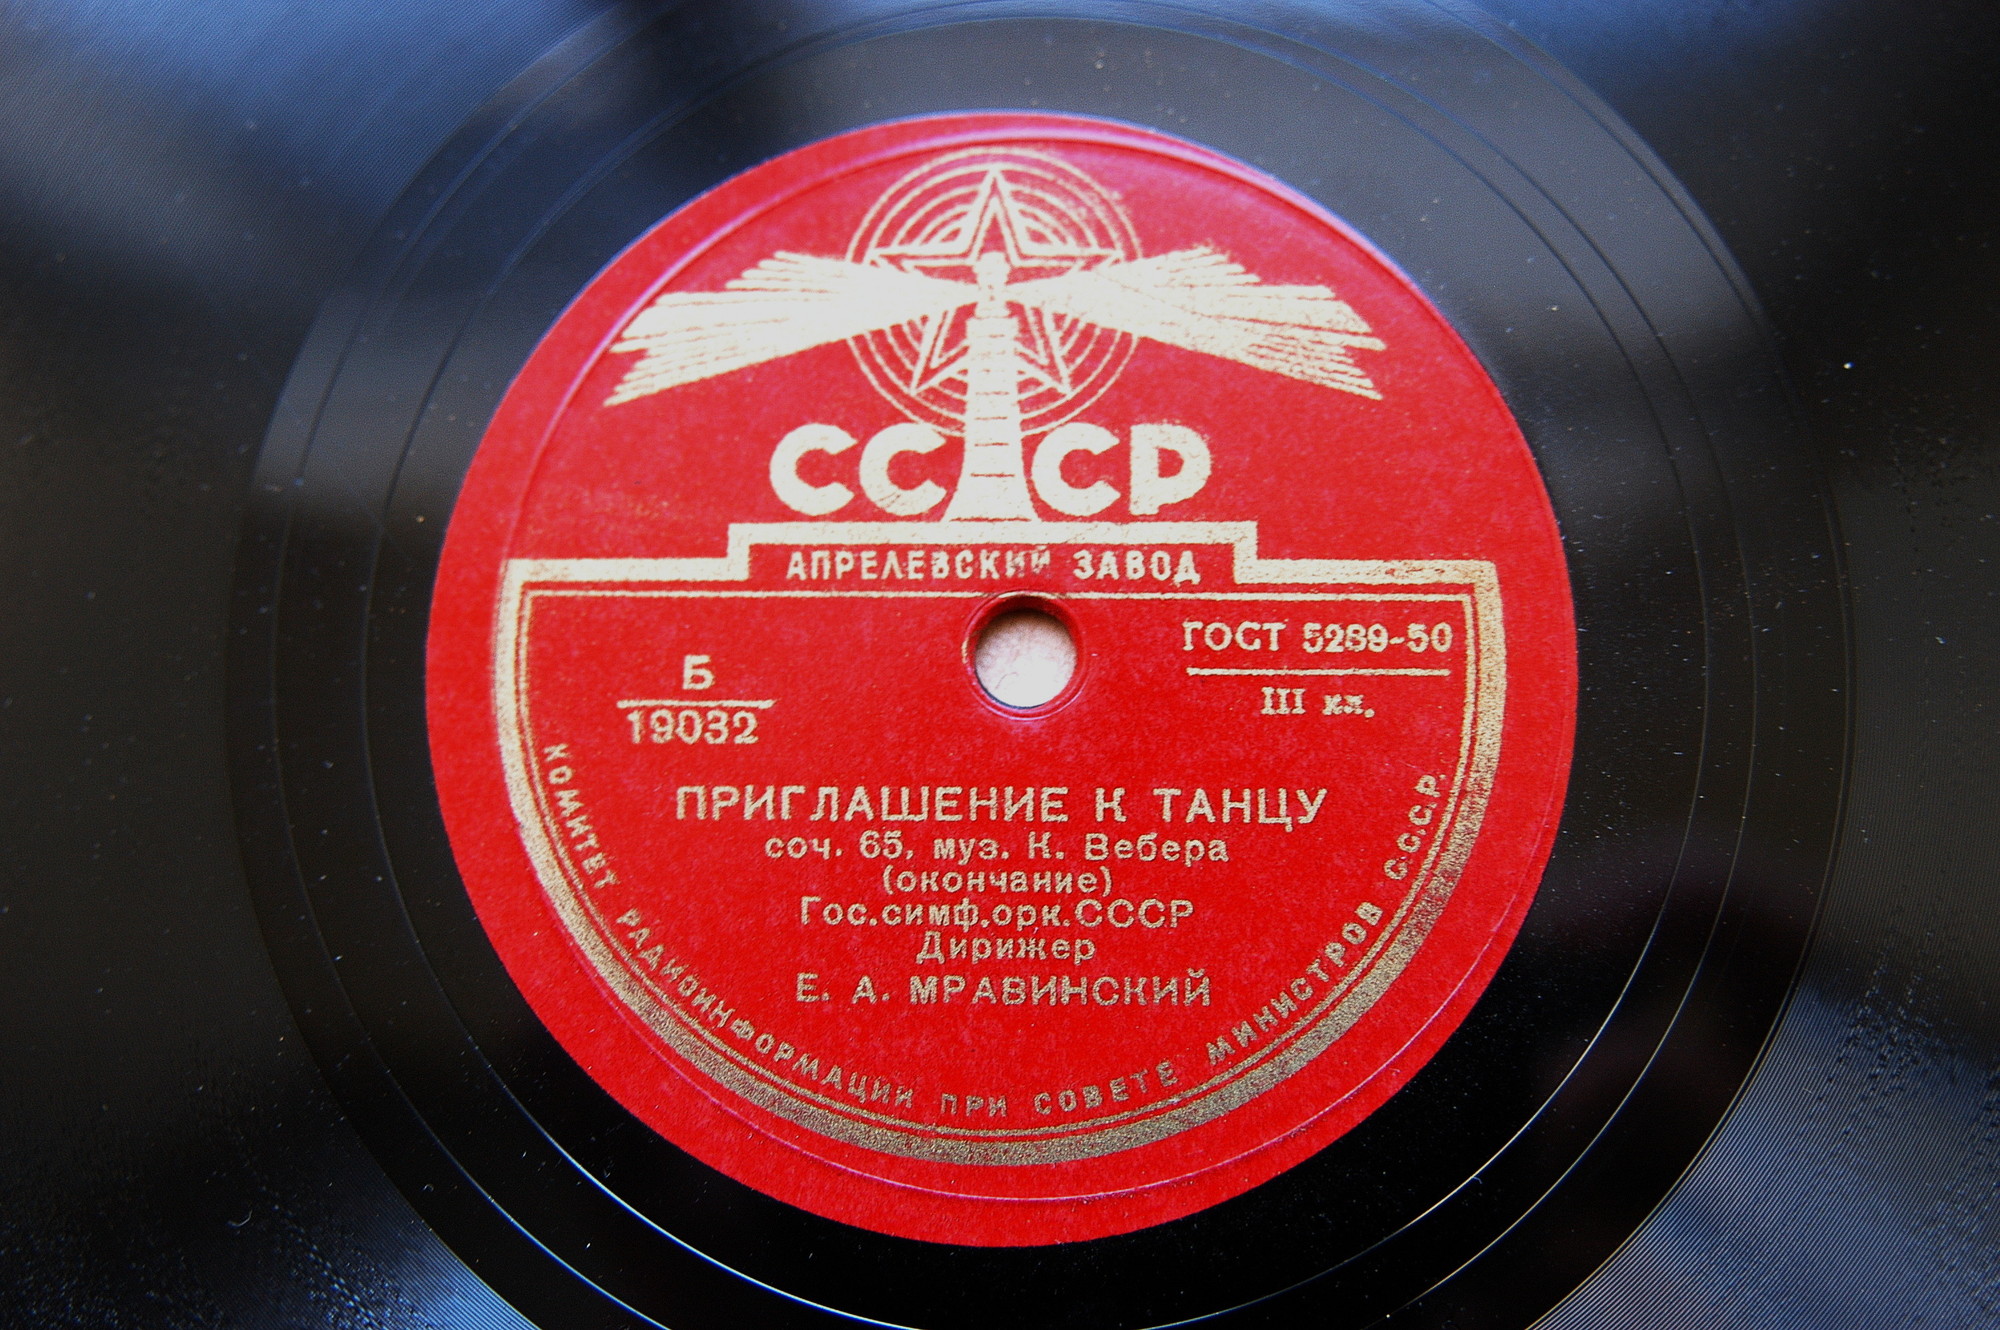 СССР
АПРЕЛЕВСКИЙ ЗАВОД
ГОСТ 5289-50
III кл.
Б
19032
ПРИГЛАШЕНИЕ К ТАНЦУ
соч. 65, муз. К. Вебера
(окончание)
Гос.симф.орк.СССР
Дирижер
Е. А. МРАВИНСКИЙ
КОМИТЕТ РАДИОИНФОРМАЦИИ ПРИ СОВЕТЕ МИНИСТРОВ С.С.С.Р.